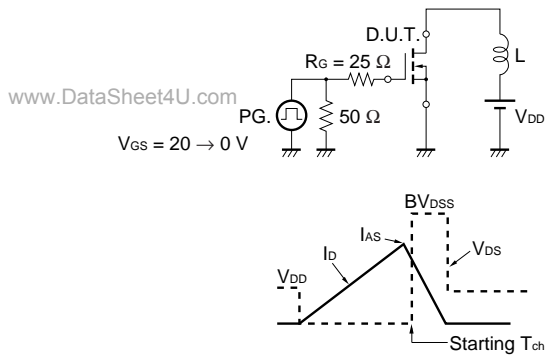 D.U.T.
RG = 25 Ω
L
www.DataSheet4U.com
PG.
50 Ω
VDD
VGS = 20 → 0 V
BVDSS
IAS
ID
VDS
VDD
Starting Tch